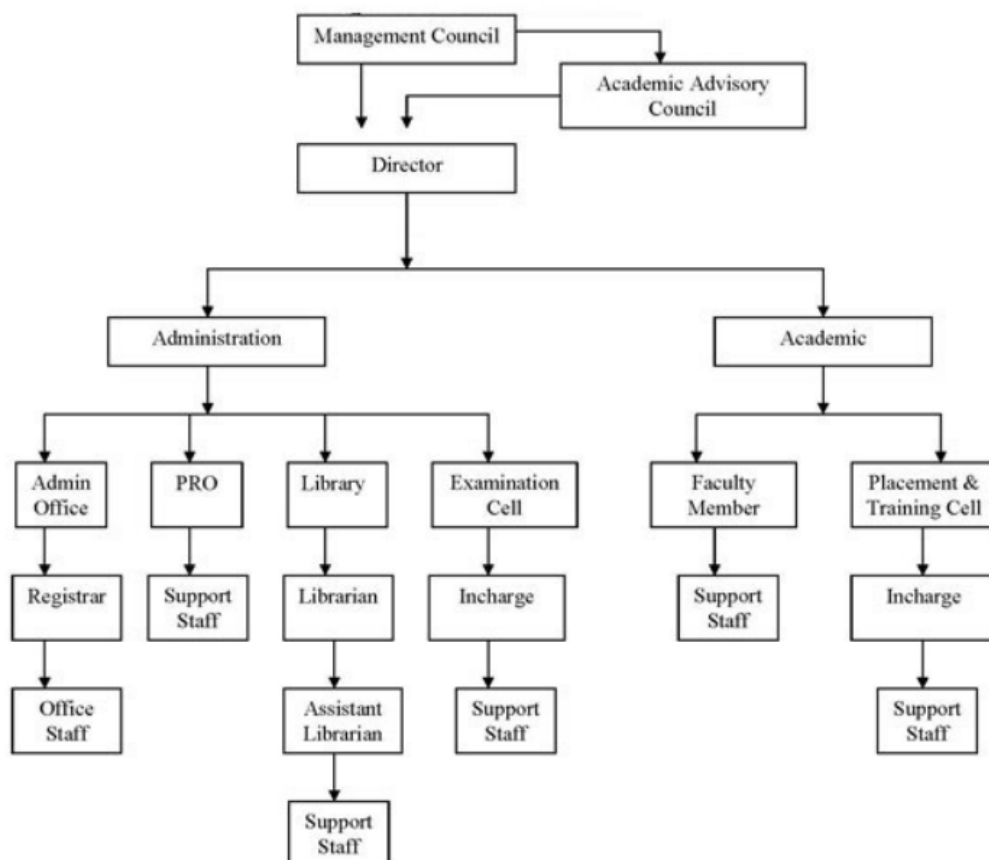 Management Council
Academic Advisory
Council
Director
Administration
Academic
Admin
Office
PRO
Library
Examination
Cell
Faculty
Member
Placement &
Training Cell
Registrar
Support
Staff
Librarian
Incharge
Support
Staff
Incharge
Office
Staff
Assistant
Librarian
Support
Staff
Support
Staff
Support
Staff